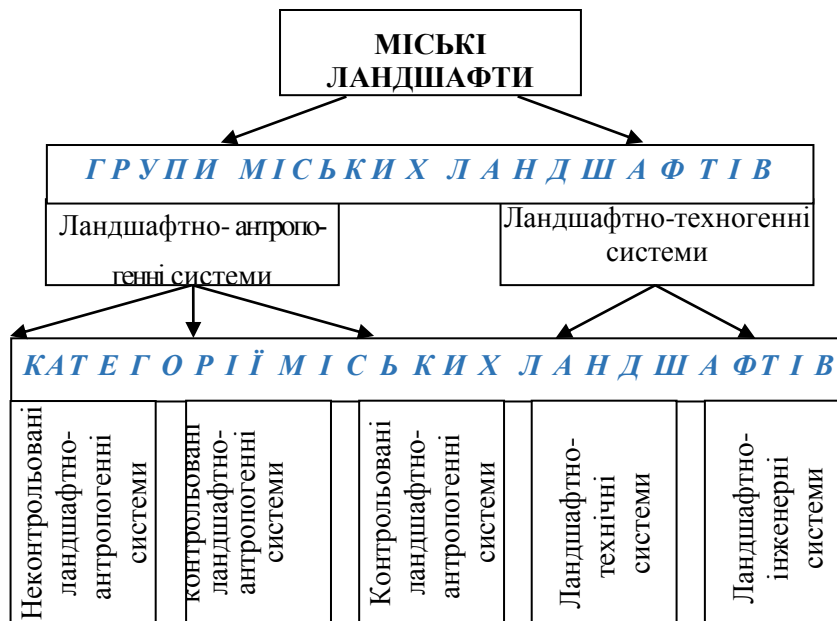 МІСЬКІ
ЛАНДШАФТИ
ГРУПИ МІСЬКИХ ЛАНДШАФТІВ
Ландшафтно- антропо-
генні системи
Ландшафтно-техногенні
системи
КАТЕГОРІЇ МІСЬКИХ ЛАНДШАФТІВ
Неконтрольовані
ландшафтно-
антропогенні
системи
контрольовані
ландшафтно-
антропогенні
системи
Контрольовані
ландшафтно-
антропогенні
системи
Ландшафтно-
технічні
системи
Ландшафтно-
інженерні
системи